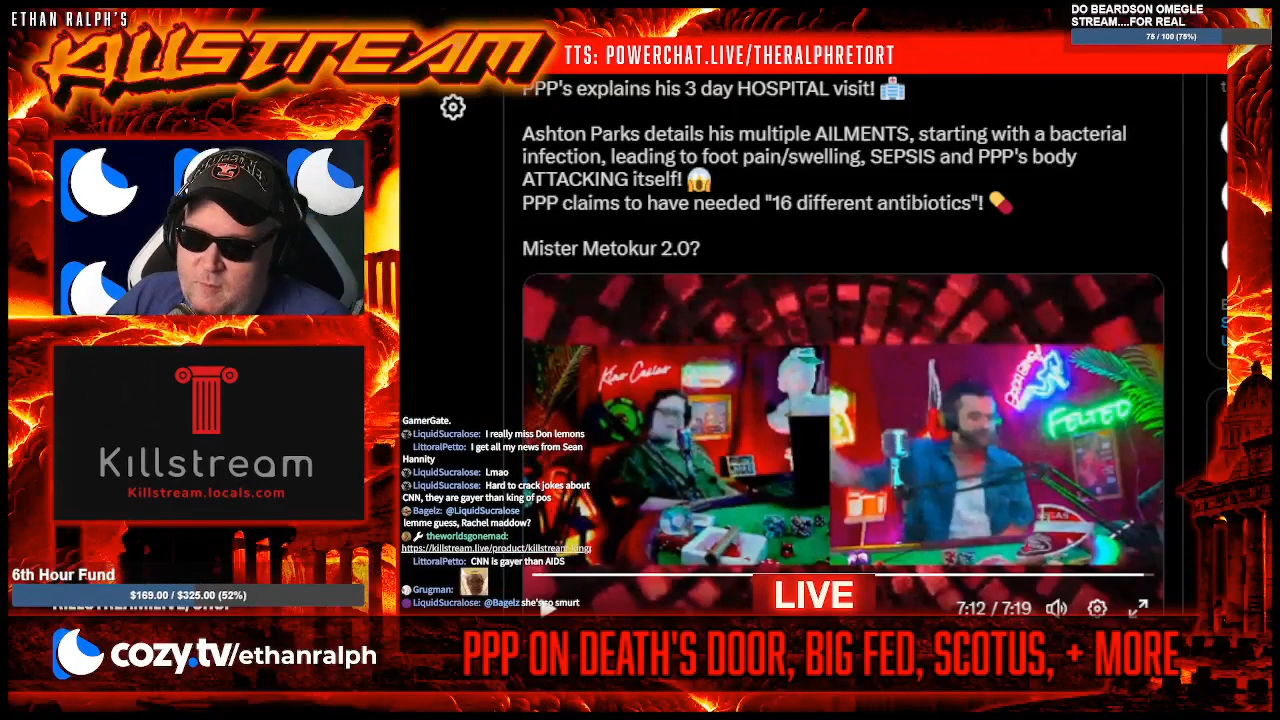 ETHAN RALPH'S
KILLSTREAM
TTS: POWERCHAT.LIVE/THERALPHRETORT
DO BEARDSON OMEGLE
STREAM....FOR REAL
75 / 100 (75%)
PPP's explains his 3 day HOSPITAL visit! 🏥
Ashton Parks details his multiple AILMENTS, starting with a bacterial
infection, leading to foot pain/swelling, SEPSIS and PPP's body
ATTACKING itself! 😱
PPP claims to have needed "16 different antibiotics"! 💊
Mister Metokur 2.0?
Kino Casino
FELTED
VEGAS
Killstream
Killstream.locals.com
GamerGate.
LiquidSucralose: I really miss Don lemons
LittoralPetto: I get all my news from Sean
Hannity
LiquidSucralose: Lmao
LiquidSucralose: Hard to crack jokes about
CNN, they are gayer than king of pos
Bagelz: @LiquidSucralose
lemme guess, Rachel maddow?
theworldsgonemad:
https://killstream.live/product/killstream-king
LittoralPetto: CNN is gayer than AIDS
Grugman:
LiquidSucralose: @Bagelz she's so smurt
6th Hour Fund
$169.00 / $325.00 (52%)
LIVE
7:12 / 7:19
cozy.tv/ethanralph
PPP ON DEATH'S DOOR, BIG FED, SCOTUS, + MORE